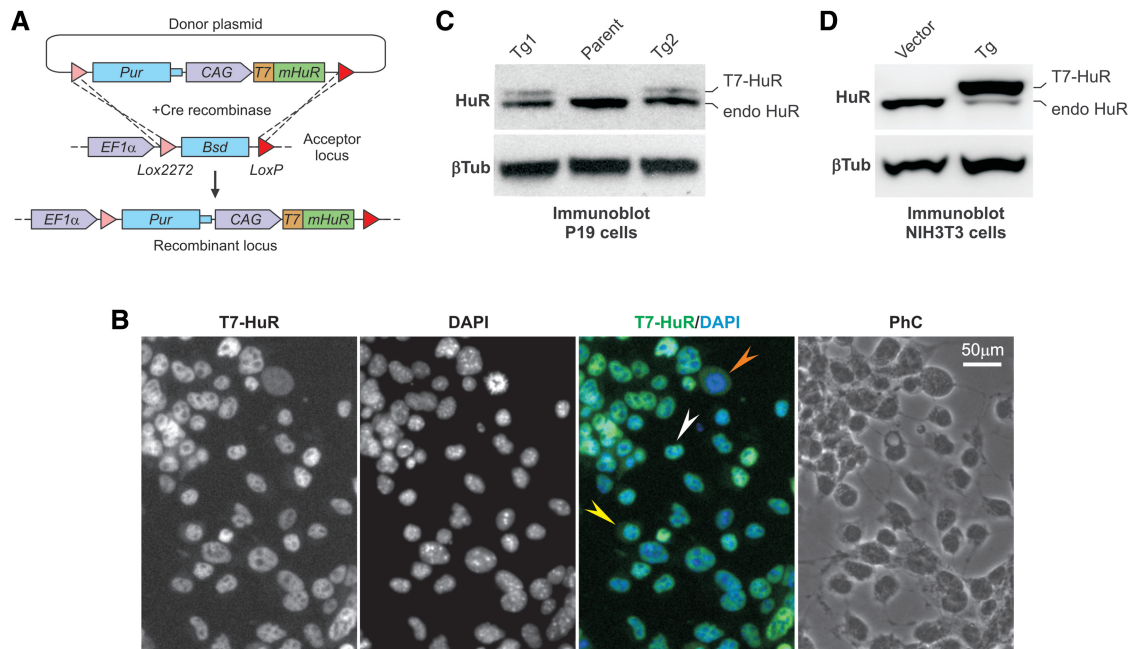 A
Donor plasmid
Pur
CAG
T7
mHuR
+Cre recombinase
EF1α
Bsd
Acceptor
locus
Lox2272
LoxP
EF1α
Pur
CAG
T7
mHuR
Recombinant locus
C
Tg1
Parent
Tg2
HuR
T7-HuR
endo HuR
βTub
Immunoblot
P19 cells
D
Vector
Tg
HuR
T7-HuR
endo HuR
βTub
Immunoblot
NIH3T3 cells
B
T7-HuR
DAPI
T7-HuR/DAPI
PhC
50μm